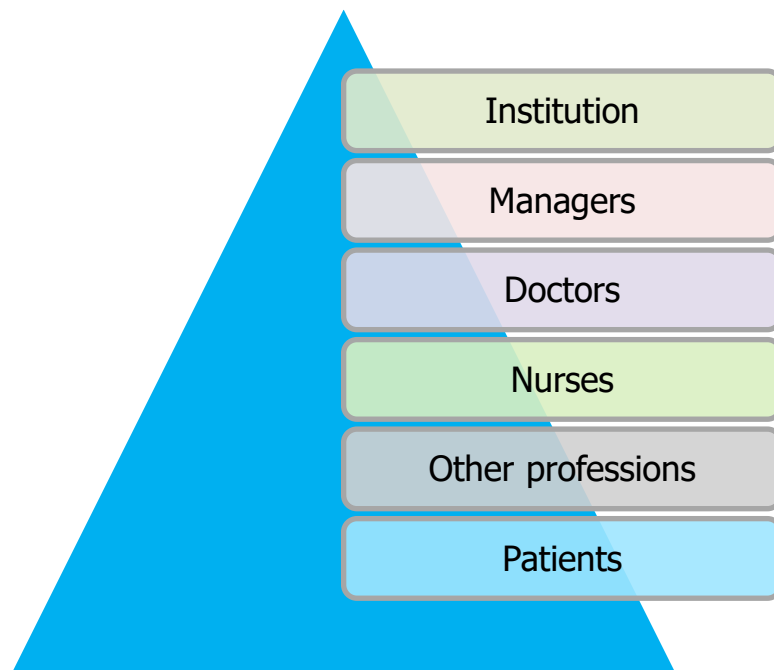 Institution
Managers
Doctors
Nurses
Other professions
Patients